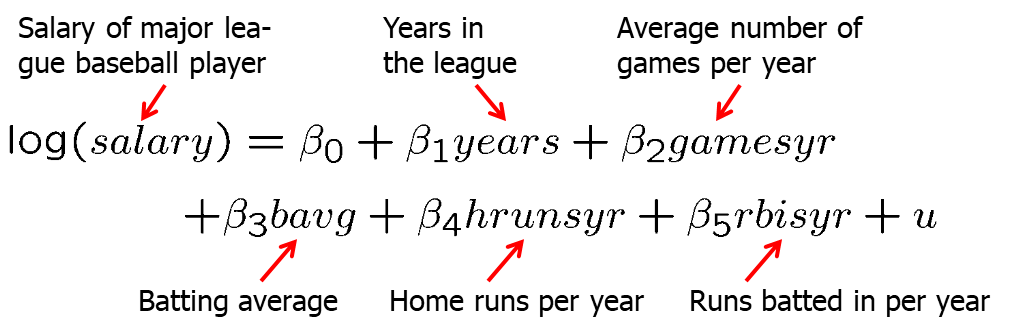 Salary of major lea-
gue baseball player
Years in
the league
Average number of
games per year
log(salary) = β₀ + β₁years + β₂gamesyr
+β₃bavg + β₄hrunsyr + β₅rbisyr + u
Batting average
Home runs per year
Runs batted in per year